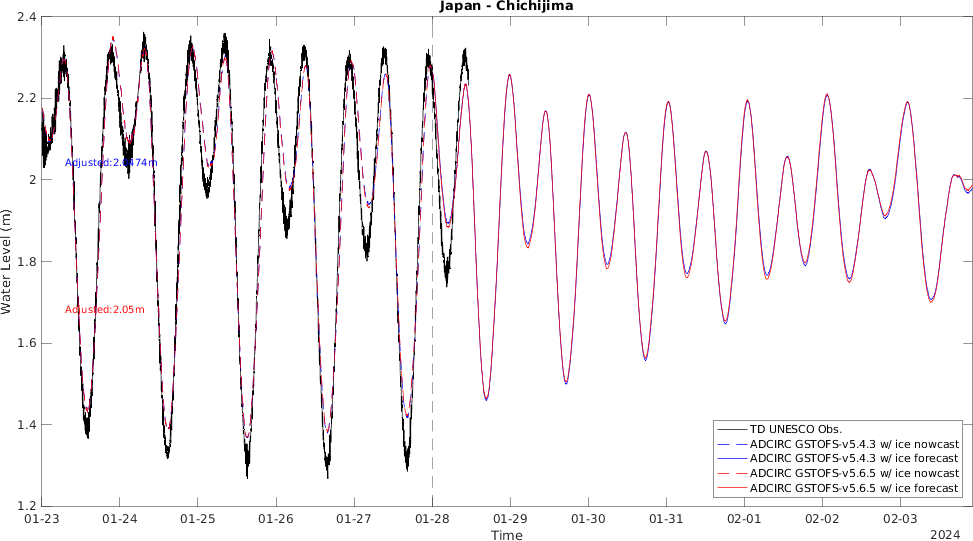 Japan - Chichijima
2.4
2.2
2
1.8
1.6
1.4
1.2
Water Level (m)
Adjusted:2.0474m
Adjusted:2.05m
TD UNESCO Obs.
ADCIRC GSTOFS-v5.4.3 w/ ice nowcast
ADCIRC GSTOFS-v5.4.3 w/ ice forecast
ADCIRC GSTOFS-v5.6.5 w/ ice nowcast
ADCIRC GSTOFS-v5.6.5 w/ ice forecast
01-23 01-24 01-25 01-26 01-27 01-28 01-29 01-30 01-31 02-01 02-02 02-03
Time
2024